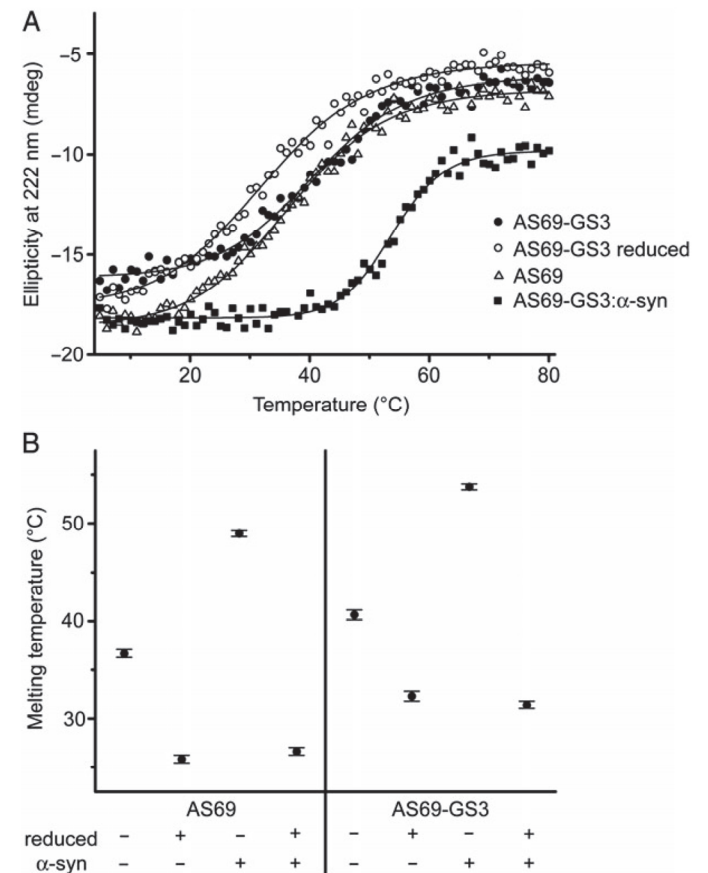 A
Ellipticity at 222 nm (mdeg)
−5
−10
−15
−20
20 40 60 80
Temperature (°C)
AS69-GS3
AS69-GS3 reduced
AS69
AS69-GS3:α-syn
B
Melting temperature (°C)
50
40
30
AS69 AS69-GS3
reduced − + − + − + − +
α-syn − − + + − − + +